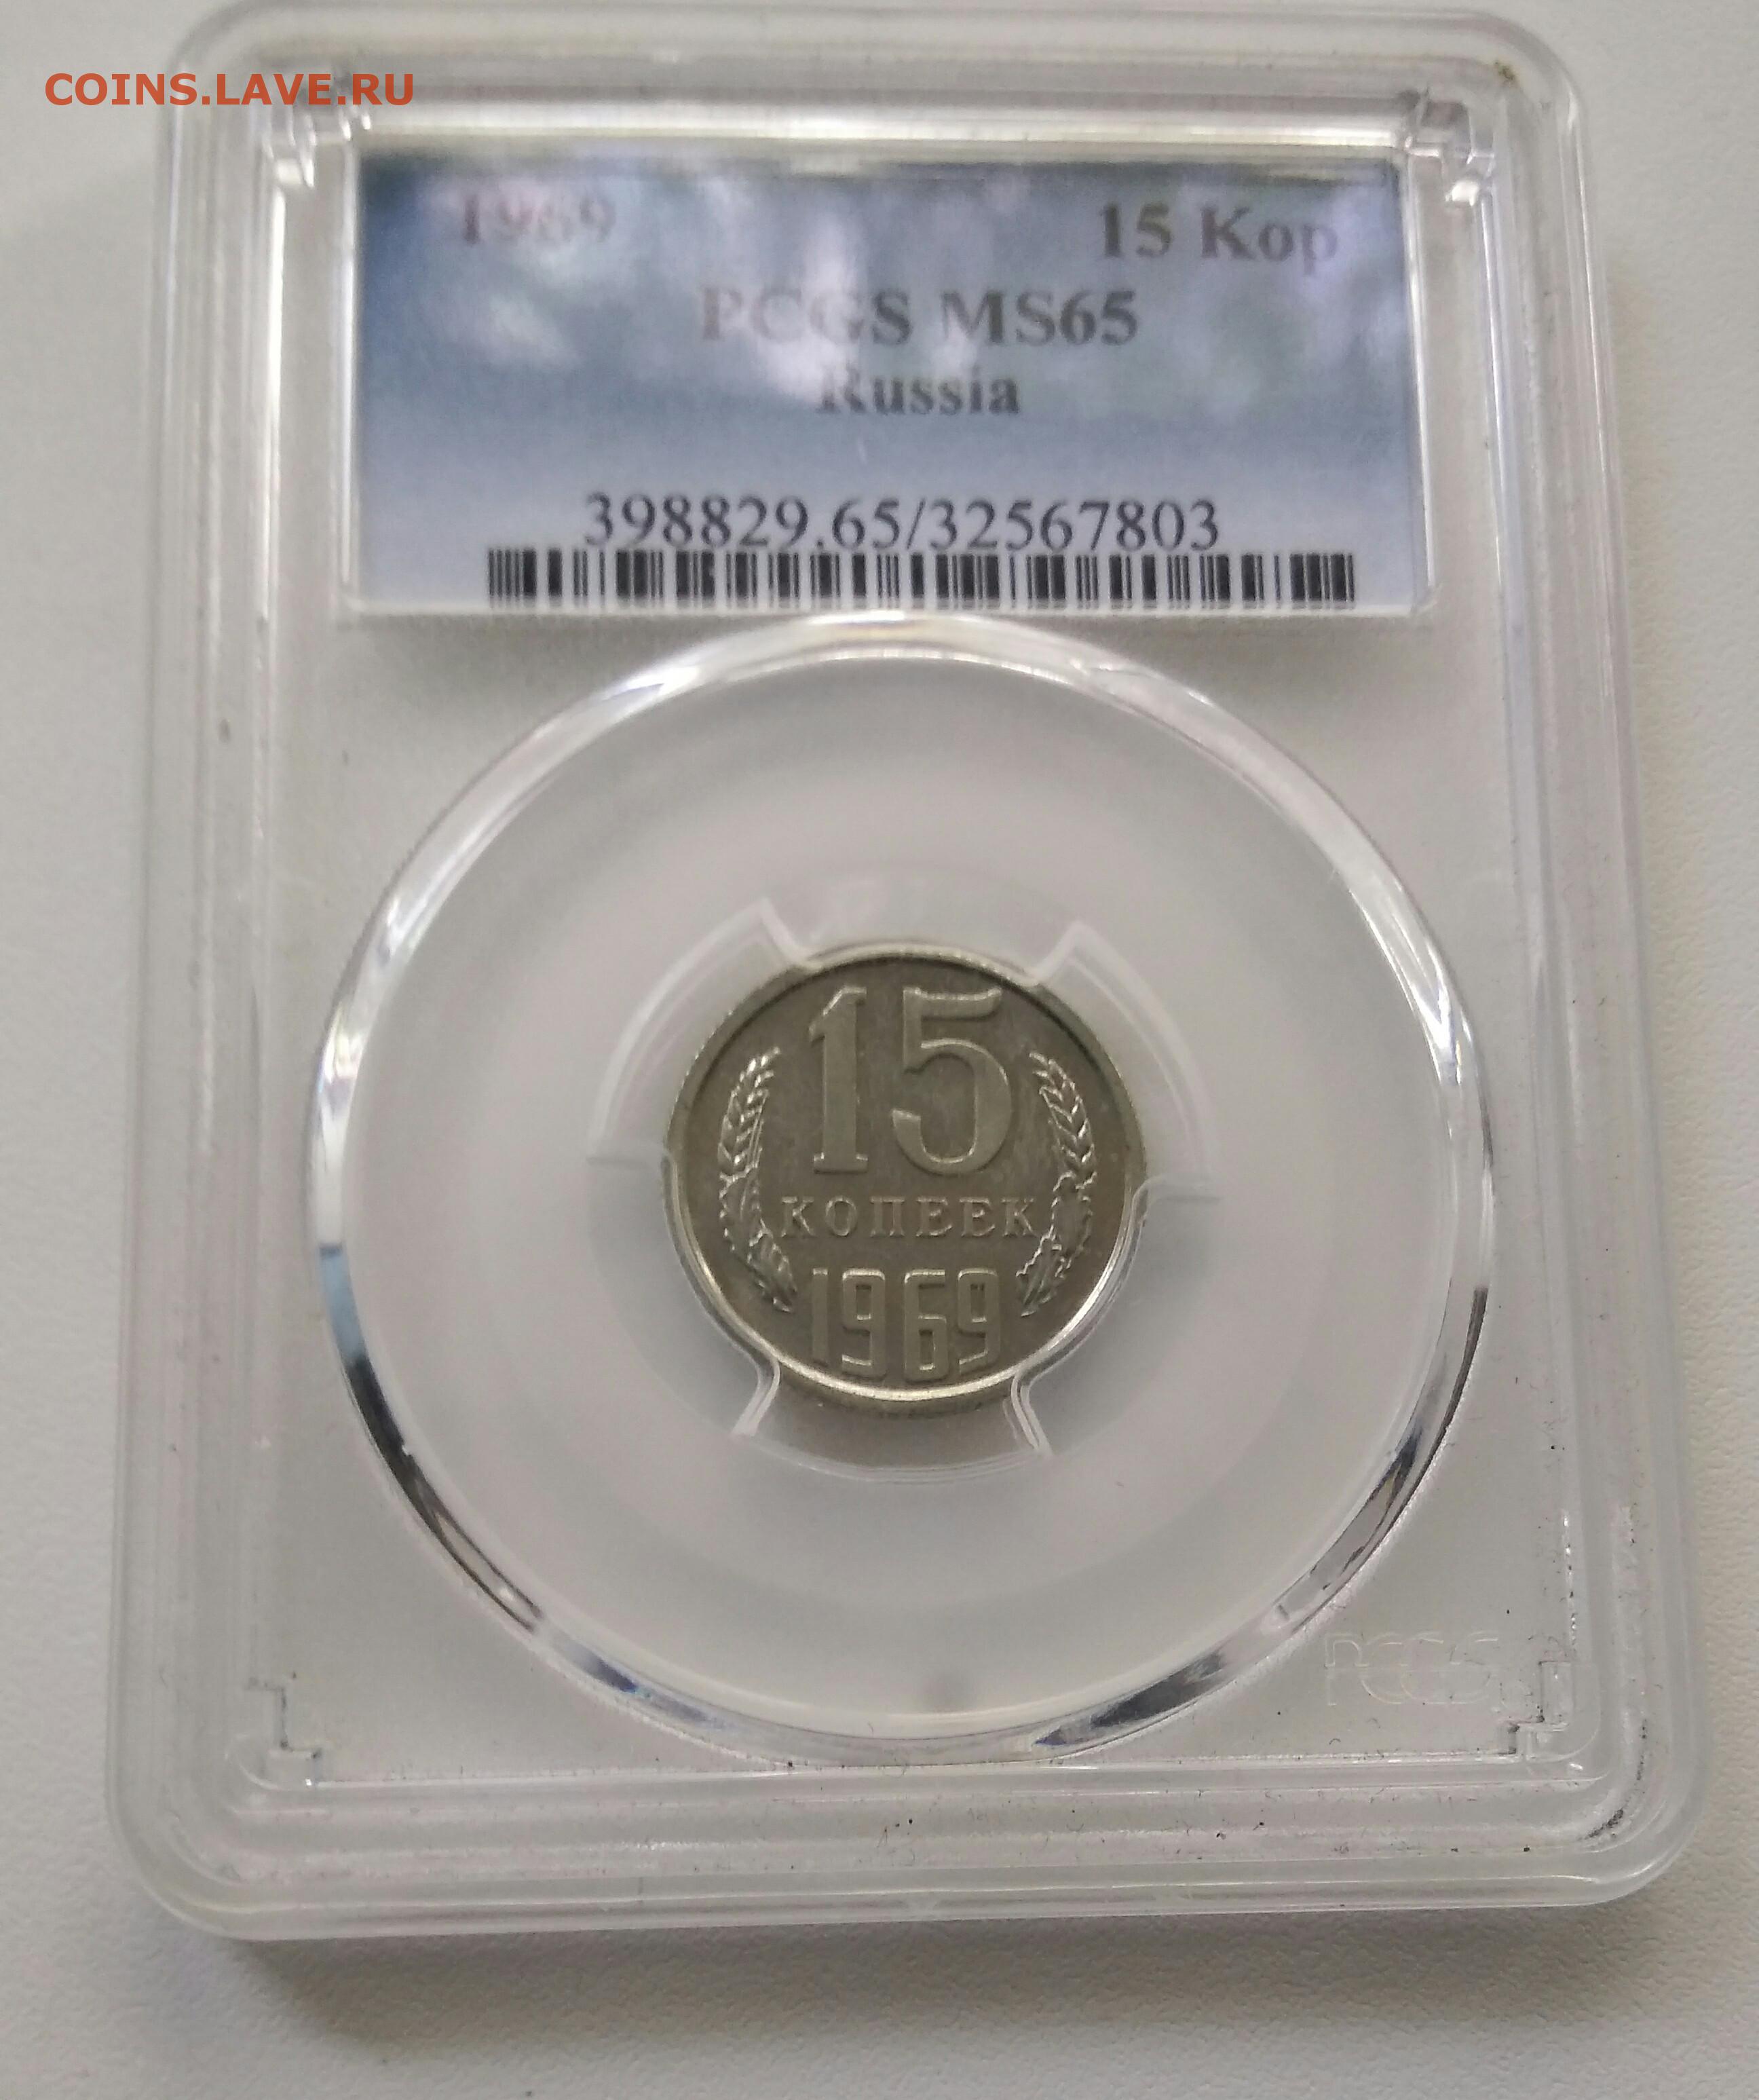 COINS.LAVE.RU
1969 15 Kop
PCGS MS65
Russia
398829.65/32567803
15
КОПЕЕК
1969
PCGS